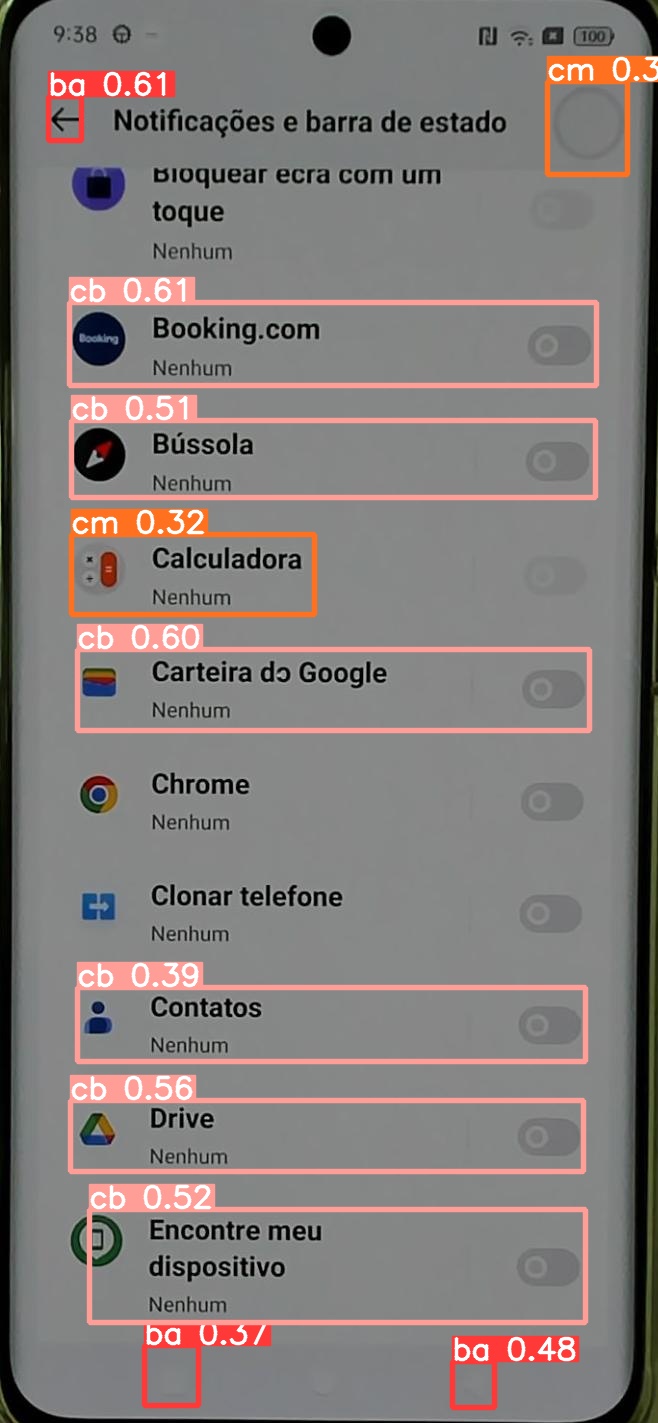 9:38
100
ba 0.61
cm 0.3
Notificações e barra de estado
Bloquear ecrã com um
toque
Nenhum
cb 0.61
Booking
Booking.com
Nenhum
cb 0.51
Bússola
Nenhum
cm 0.32
Calculadora
Nenhum
cb 0.60
Carteira do Google
Nenhum
Chrome
Nenhum
Clonar telefone
Nenhum
cb 0.39
Contatos
Nenhum
cb 0.56
Drive
Nenhum
cb 0.52
Encontre meu
dispositivo
Nenhum
ba 0.37
ba 0.48